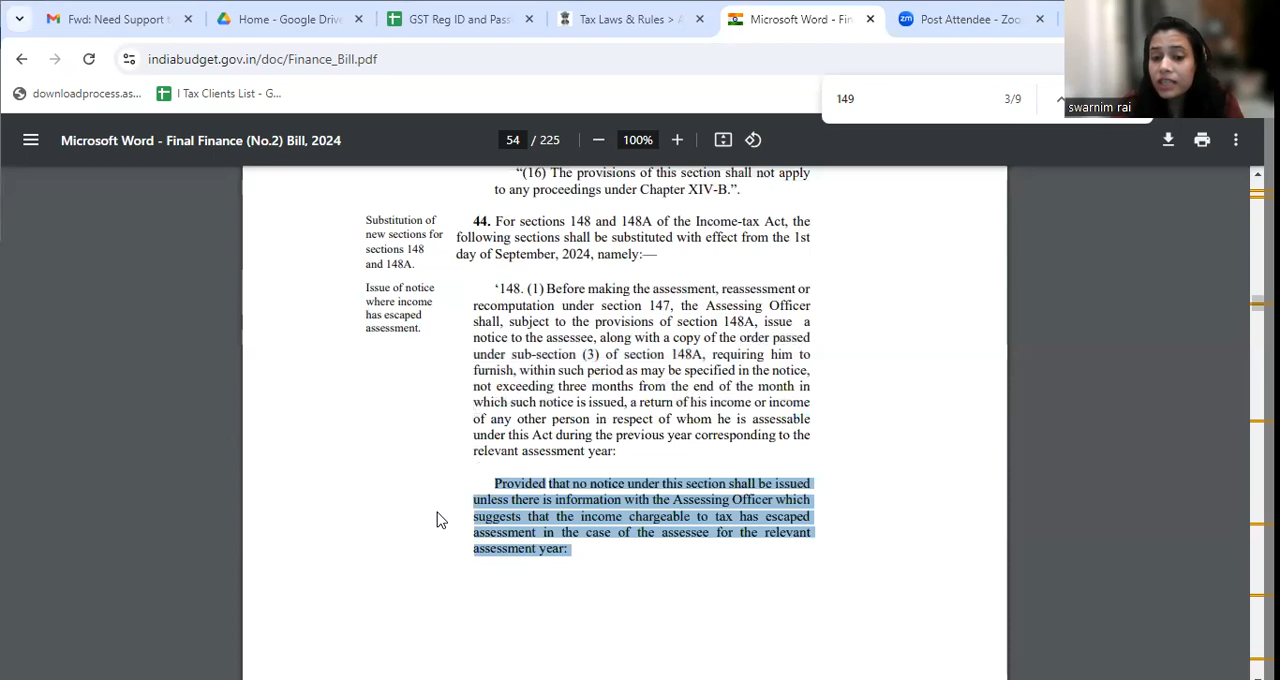 Fwd: Need Support t
Home - Google Drive
GST Reg ID and Pass
Tax Laws & Rules > A
Microsoft Word - Fin
Post Attendee - Zoo
indiabudget.gov.in/doc/Finance_Bill.pdf
downloadprocess.as...
I Tax Clients List - G...
149
3/9
swarnim rai
Microsoft Word - Final Finance (No.2) Bill, 2024
54 / 225
100%
“(16) The provisions of this section shall not apply
to any proceedings under Chapter XIV-B.”.
Substitution of
new sections for
sections 148
and 148A.
44. For sections 148 and 148A of the Income-tax Act, the
following sections shall be substituted with effect from the 1st
day of September, 2024, namely:—
Issue of notice
where income
has escaped
assessment.
‘148. (1) Before making the assessment, reassessment or
recomputation under section 147, the Assessing Officer
shall, subject to the provisions of section 148A, issue a
notice to the assessee, along with a copy of the order passed
under sub-section (3) of section 148A, requiring him to
furnish, within such period as may be specified in the notice,
not exceeding three months from the end of the month in
which such notice is issued, a return of his income or income
of any other person in respect of whom he is assessable
under this Act during the previous year corresponding to the
relevant assessment year:
Provided that no notice under this section shall be issued
unless there is information with the Assessing Officer which
suggests that the income chargeable to tax has escaped
assessment in the case of the assessee for the relevant
assessment year: